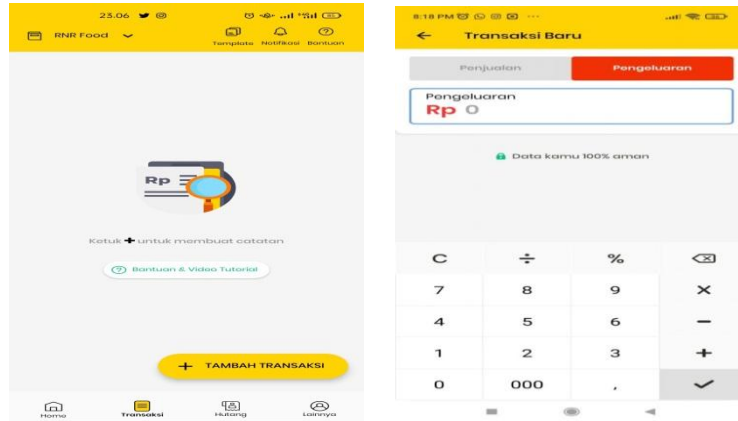 23.06
RNR Food
Template Notifikasi Bantuan
Rp
Ketuk + untuk membuat catatan
Bantuan & Video Tutorial
+ TAMBAH TRANSAKSI
Home Transaksi Hutang Lainnya
8:18 PM
Transaksi Baru
Penjualan Pengeluaran
Pengeluaran
Rp 0
Data kamu 100% aman
C ÷ %
7 8 9 ×
4 5 6 −
1 2 3 +
0 000 ,